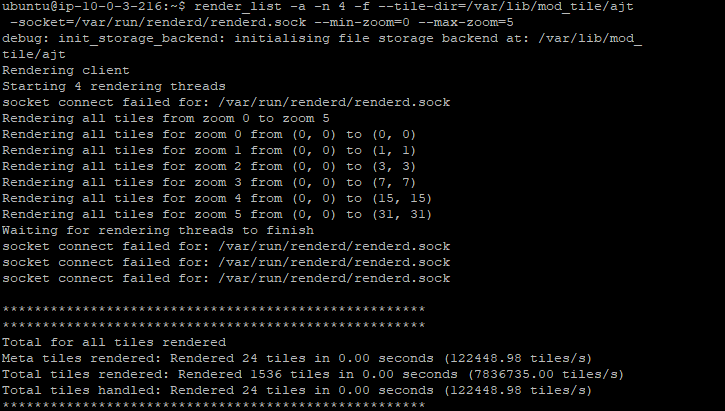 ubuntu@ip-10-0-3-216:~$ render_list -a -n 4 -f --tile-dir=/var/lib/mod_tile/ajt
-socket=/var/run/renderd/renderd.sock --min-zoom=0 --max-zoom=5
debug: init_storage_backend: initialising file storage backend at: /var/lib/mod_
tile/ajt
Rendering client
Starting 4 rendering threads
socket connect failed for: /var/run/renderd/renderd.sock
Rendering all tiles from zoom 0 to zoom 5
Rendering all tiles for zoom 0 from (0, 0) to (0, 0)
Rendering all tiles for zoom 1 from (0, 0) to (1, 1)
Rendering all tiles for zoom 2 from (0, 0) to (3, 3)
Rendering all tiles for zoom 3 from (0, 0) to (7, 7)
Rendering all tiles for zoom 4 from (0, 0) to (15, 15)
Rendering all tiles for zoom 5 from (0, 0) to (31, 31)
Waiting for rendering threads to finish
socket connect failed for: /var/run/renderd/renderd.sock
socket connect failed for: /var/run/renderd/renderd.sock
socket connect failed for: /var/run/renderd/renderd.sock
*****************************************************
*****************************************************
Total for all tiles rendered
Meta tiles rendered: Rendered 24 tiles in 0.00 seconds (122448.98 tiles/s)
Total tiles rendered: Rendered 1536 tiles in 0.00 seconds (7836735.00 tiles/s)
Total tiles handled: Rendered 24 tiles in 0.00 seconds (122448.98 tiles/s)
*****************************************************